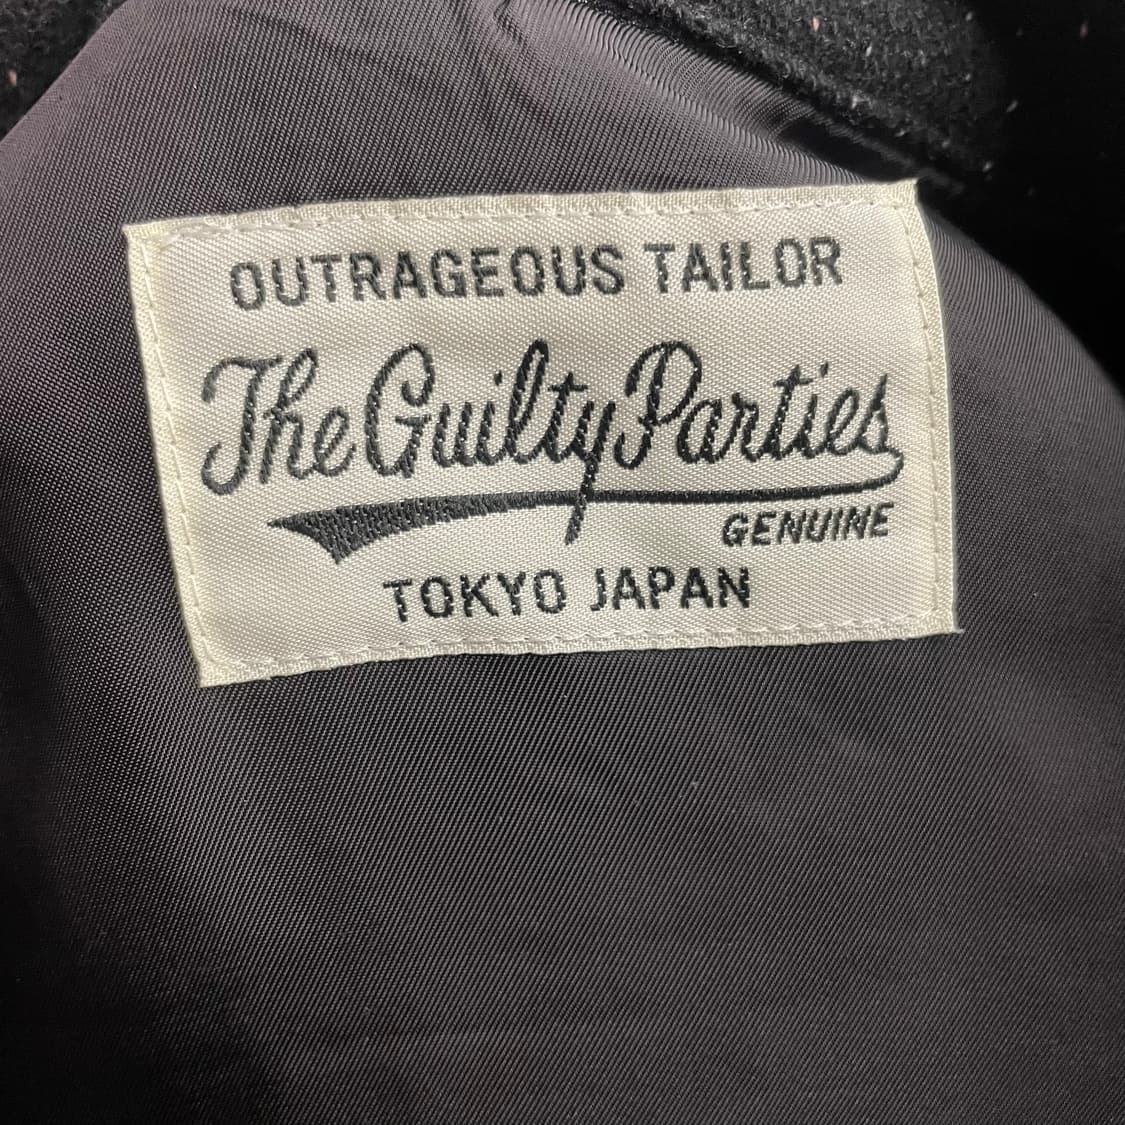 OUTRAGEOUS TAILOR
The Guilty Parties
GENUINE
TOKYO JAPAN